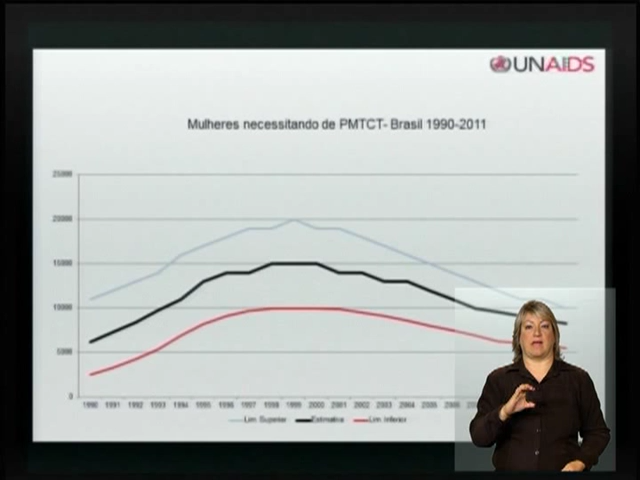 UNAIDS
Mulheres necessitando de PMTCT- Brasil 1990-2011
25000
20000
15000
10000
5000
0
1990 1991 1992 1993 1994 1995 1996 1997 1998 1999 2000 2001 2002 2003 2004 2005 2006
Lim. Superior Estimativa Lim. Inferior